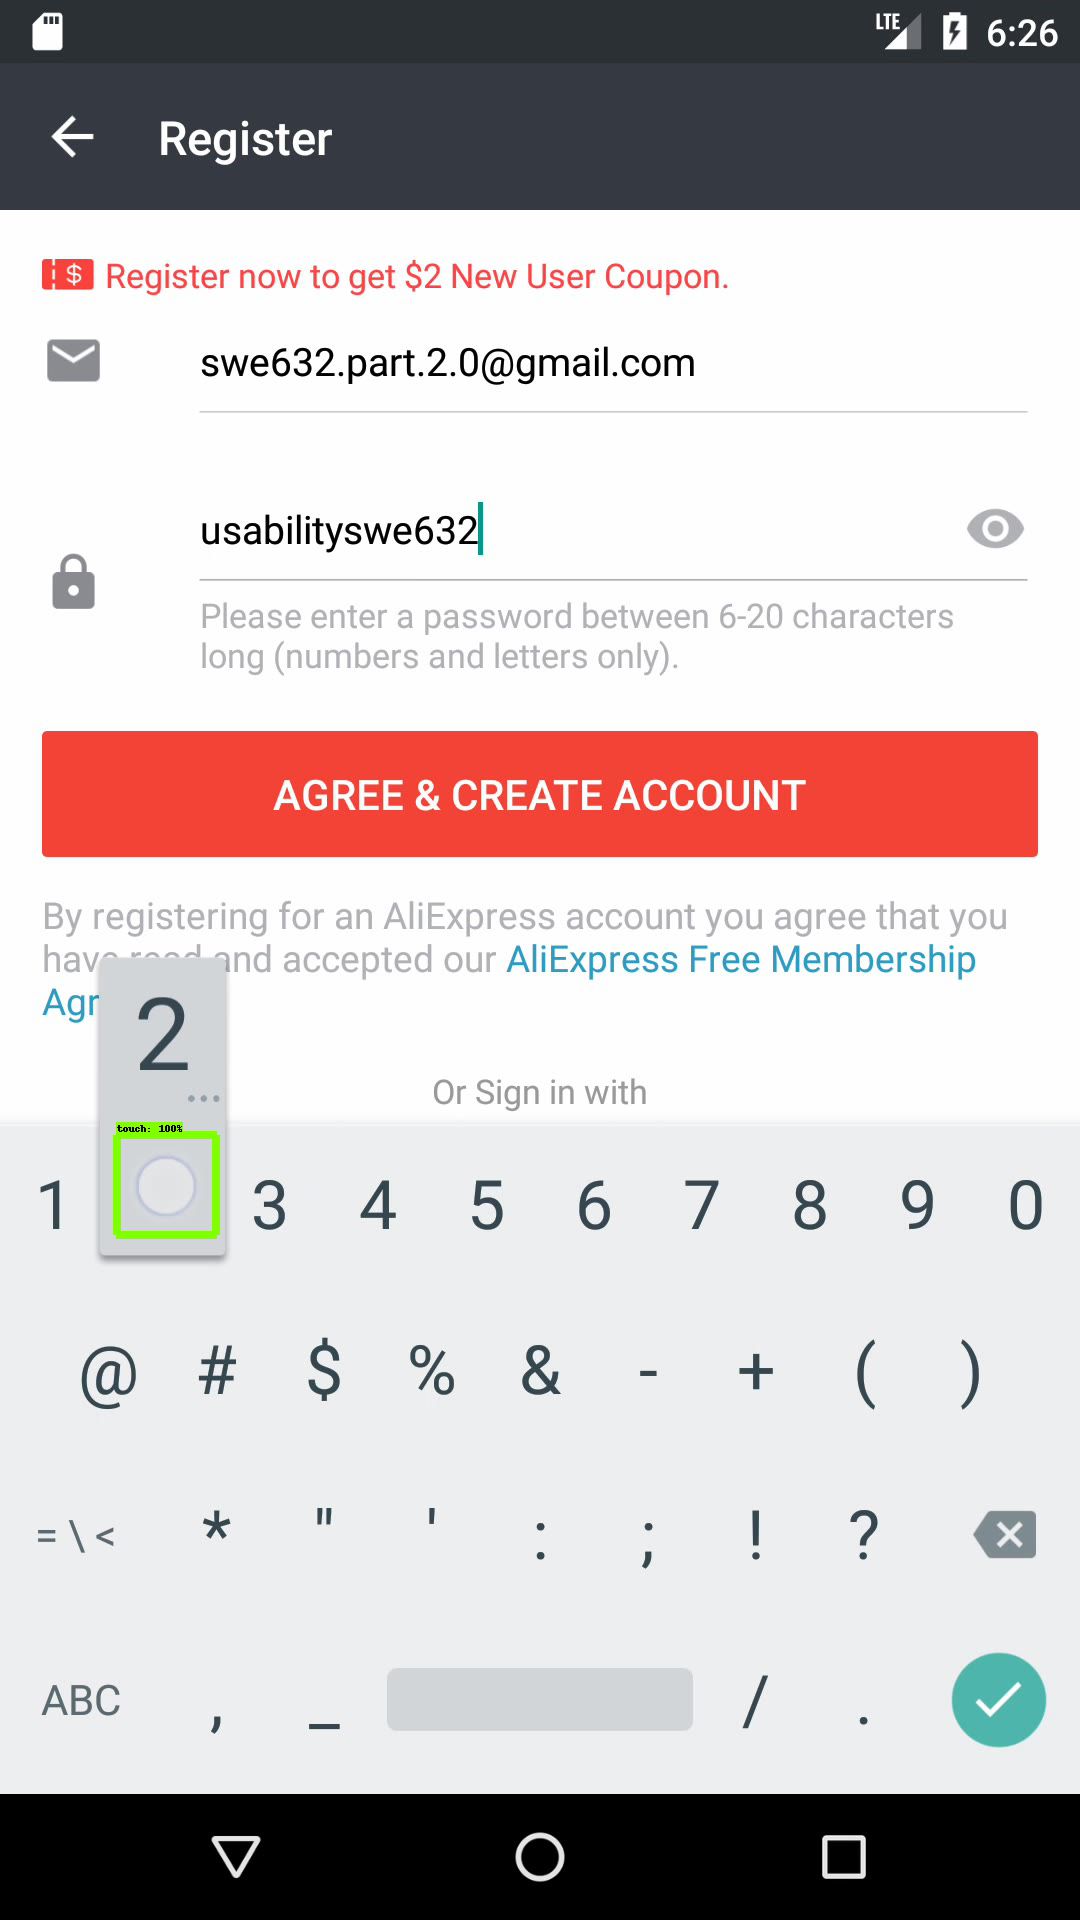 LTE 6:26
Register
$ Register now to get $2 New User Coupon.
swe632.part.2.0@gmail.com
usabilityswe632
Please enter a password between 6-20 characters
long (numbers and letters only).
AGREE & CREATE ACCOUNT
By registering for an AliExpress account you agree that you
have read and accepted our AliExpress Free Membership
Agr
2
...
Or Sign in with
touch: 100%
1 3 4 5 6 7 8 9 0
@ # $ % & - + ( )
= \ < * " ' : ; ! ?
ABC , _ / .